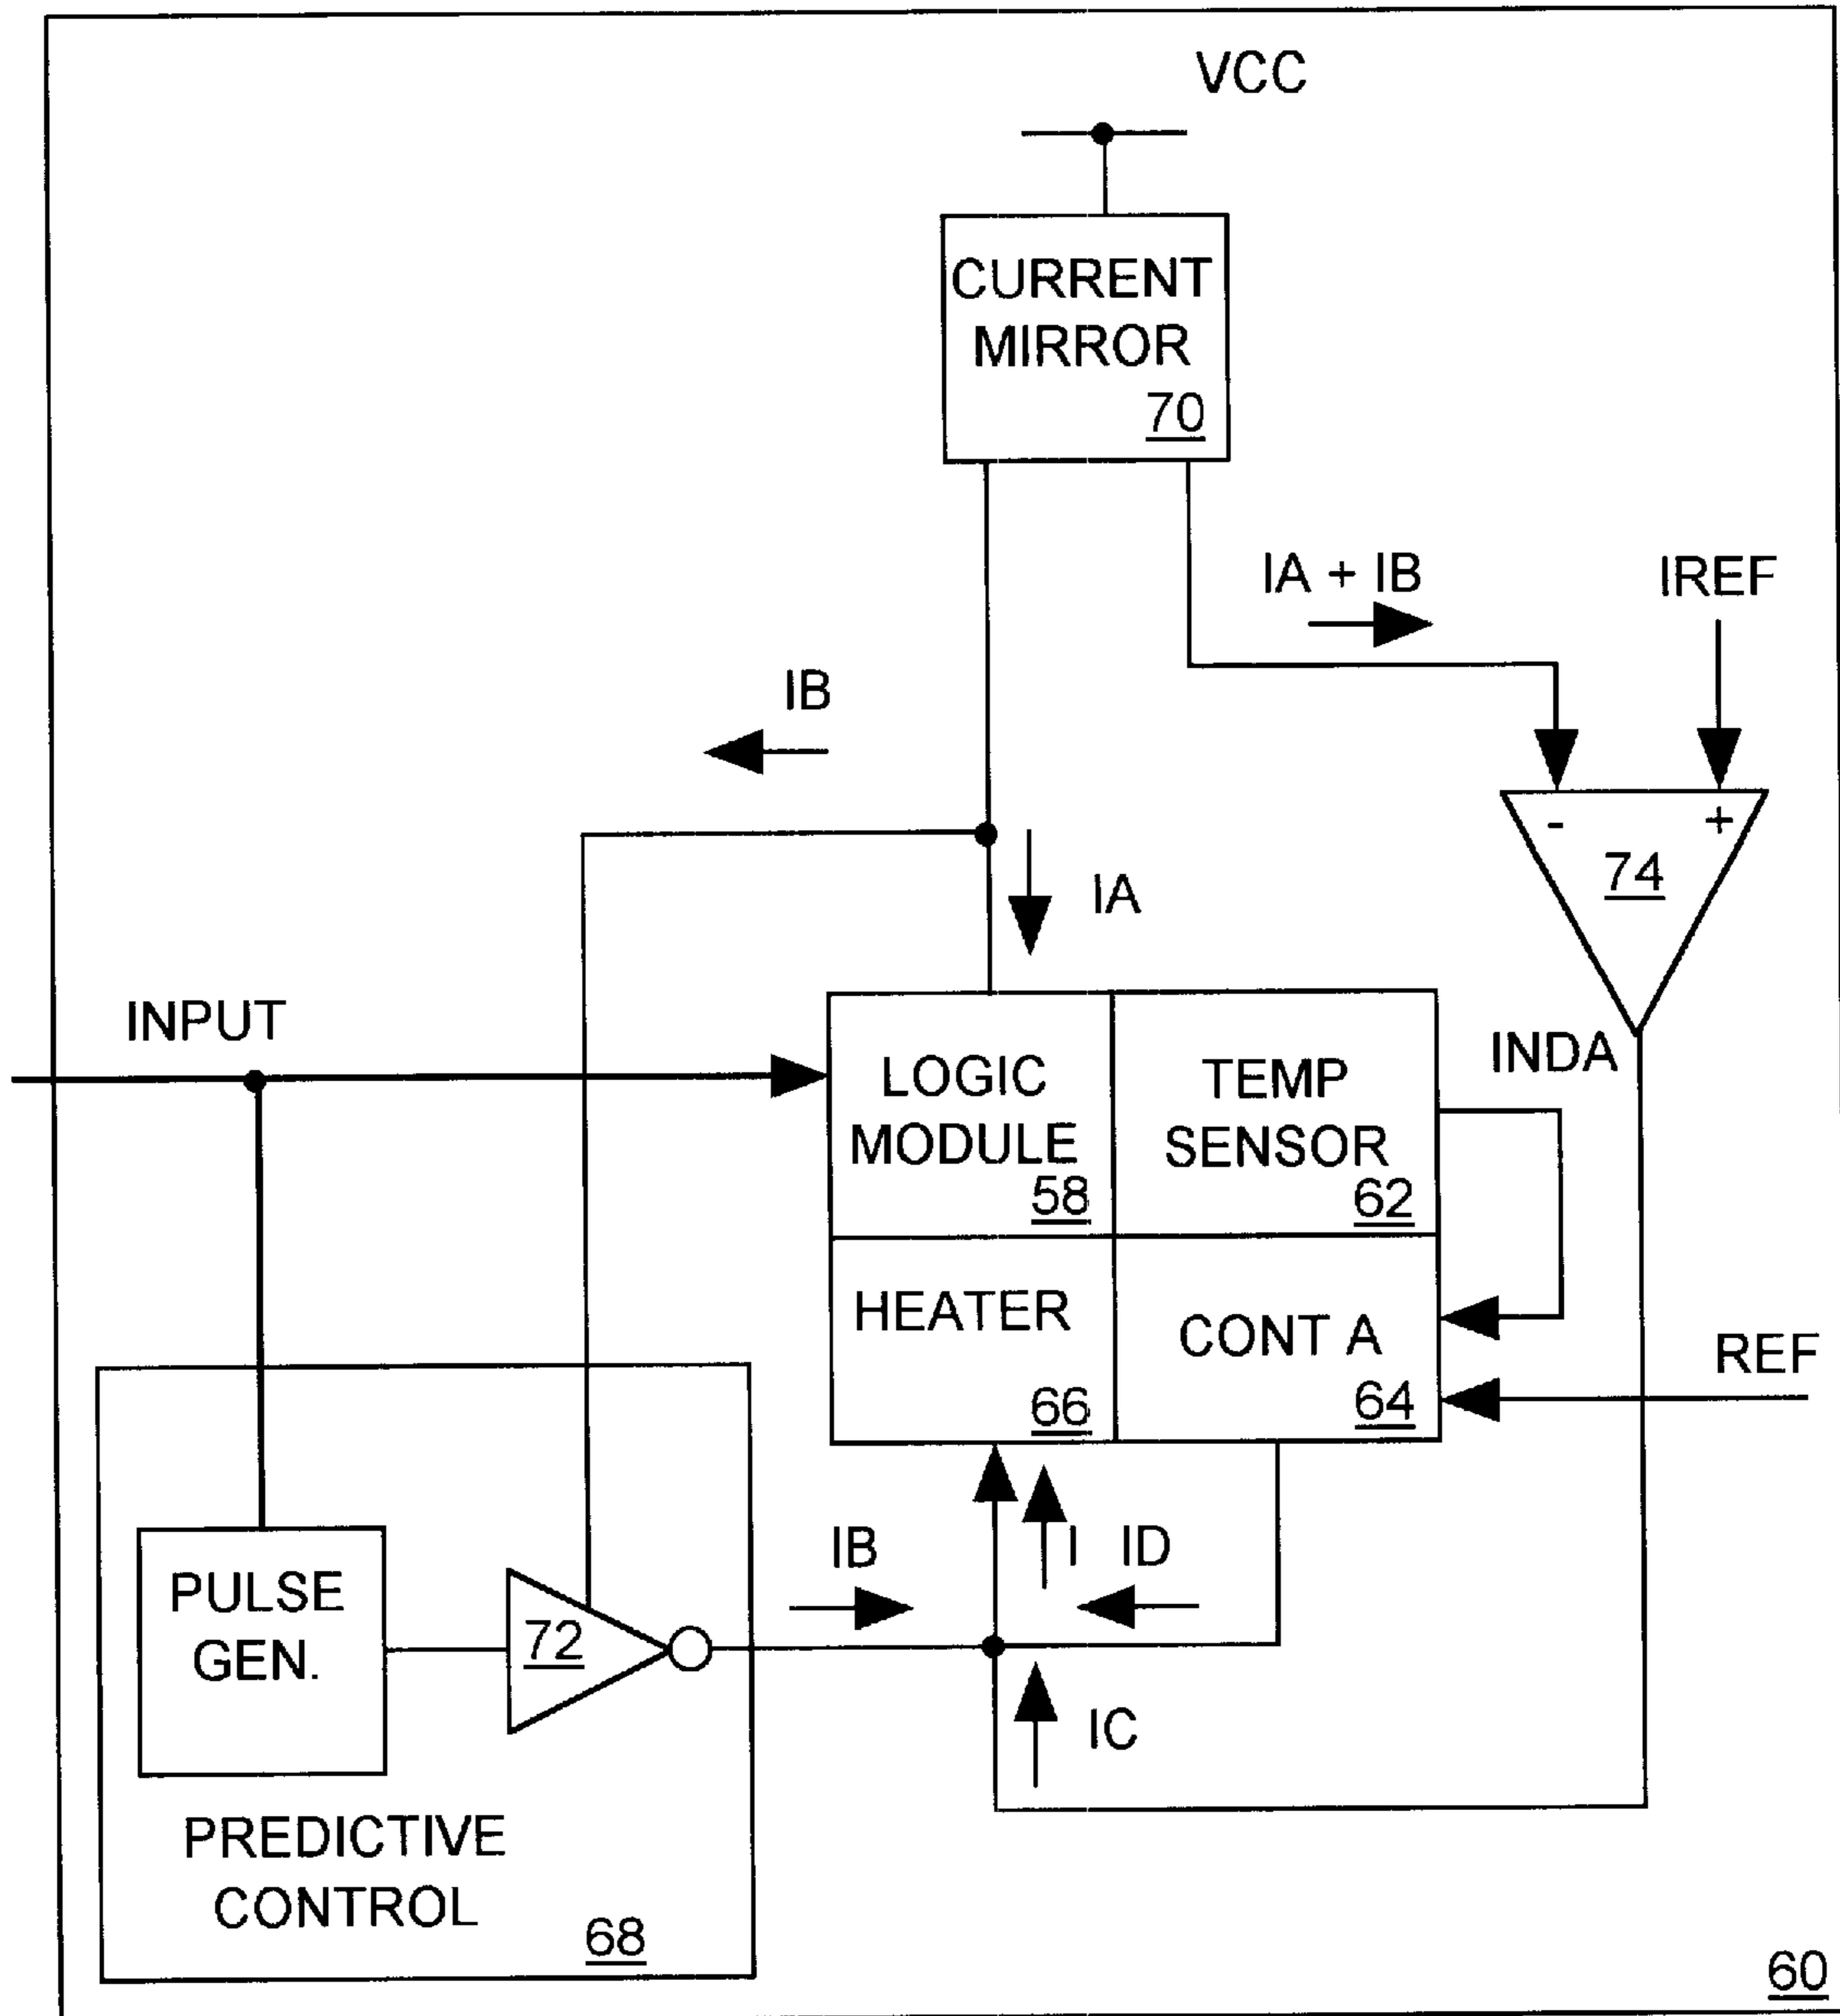 VCC
CURRENT
MIRROR
70
IA + IB
IREF
IB
- +
74
IA
INPUT
INDA
LOGIC
MODULE
58
TEMP
SENSOR
62
HEATER
66
CONT A
64
REF
IB
I
ID
PULSE
GEN.
72
IC
PREDICTIVE
CONTROL
68
60